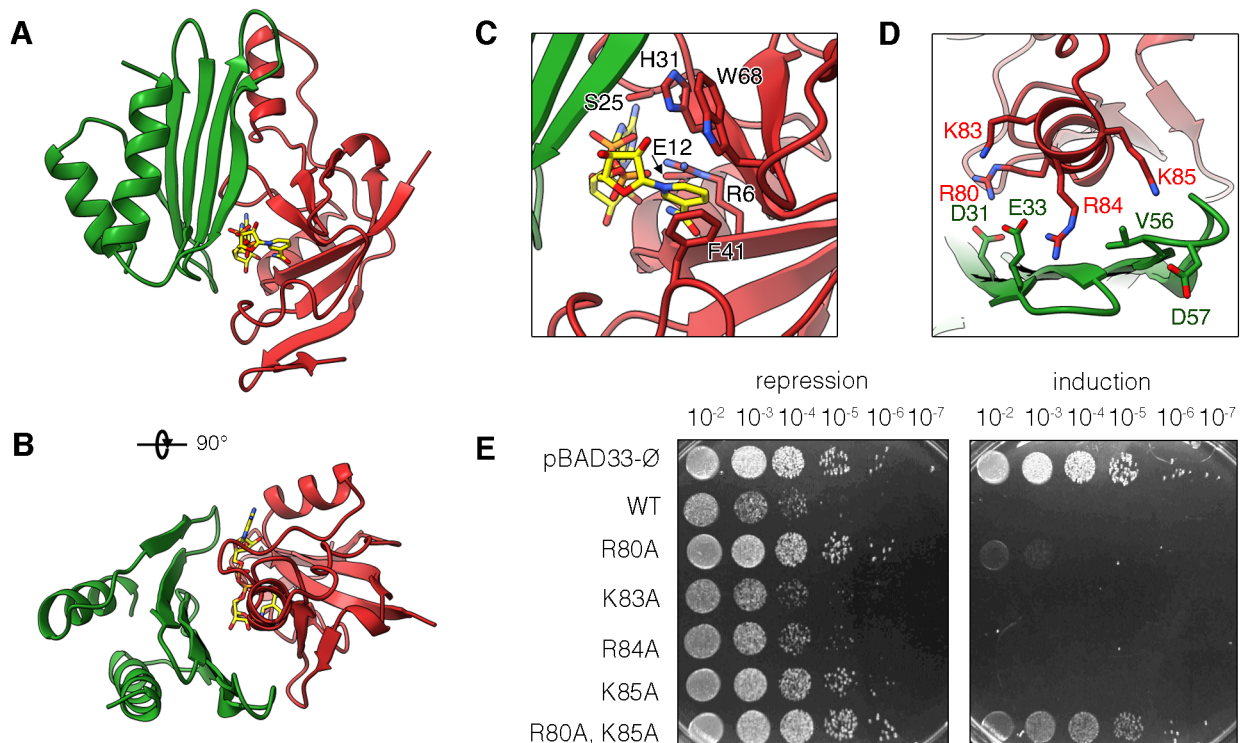 A
B
90°
C
H31
W68
S25
E12
R6
F41
D
K83
K85
R80
R84
D31
E33
V56
D57
repression
induction
10-2 10-3 10-4 10-5 10-6 10-7
10-2 10-3 10-4 10-5 10-6 10-7
E
pBAD33-Ø
WT
R80A
K83A
R84A
K85A
R80A, K85A